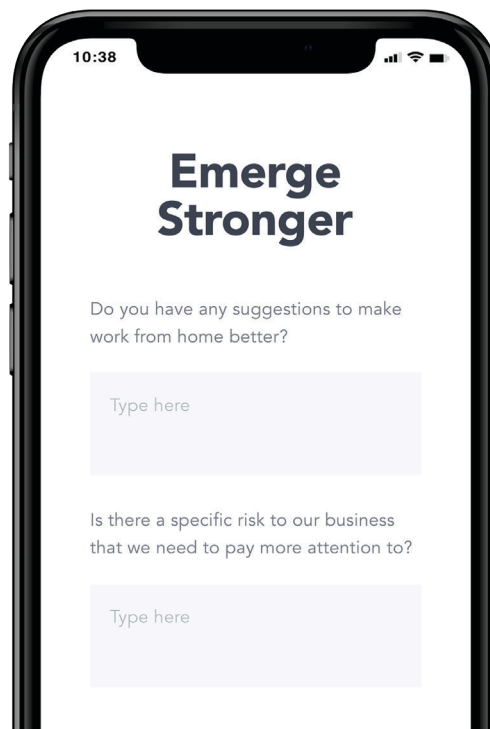 10:38
Emerge
Stronger
Do you have any suggestions to make
work from home better?
Type here
Is there a specific risk to our business
that we need to pay more attention to?
Type here